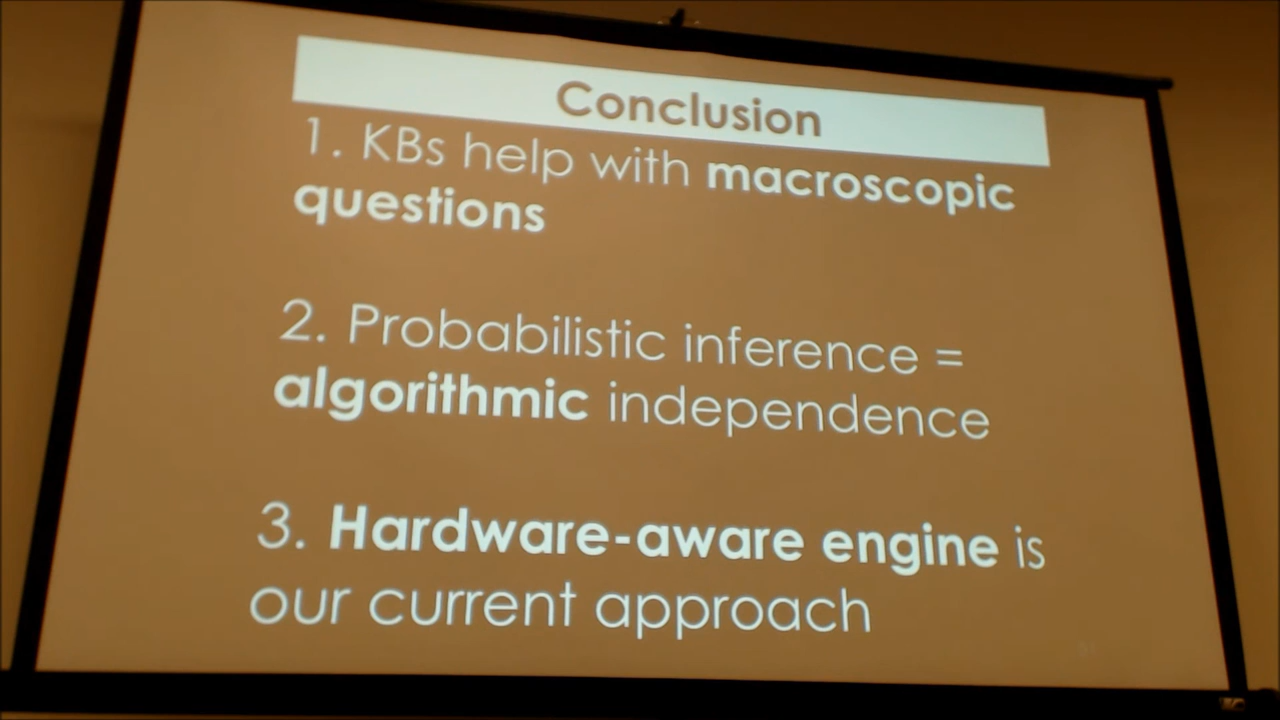 Conclusion
1. KBs help with macroscopic
questions
2. Probabilistic inference =
algorithmic independence
3. Hardware-aware engine is
our current approach